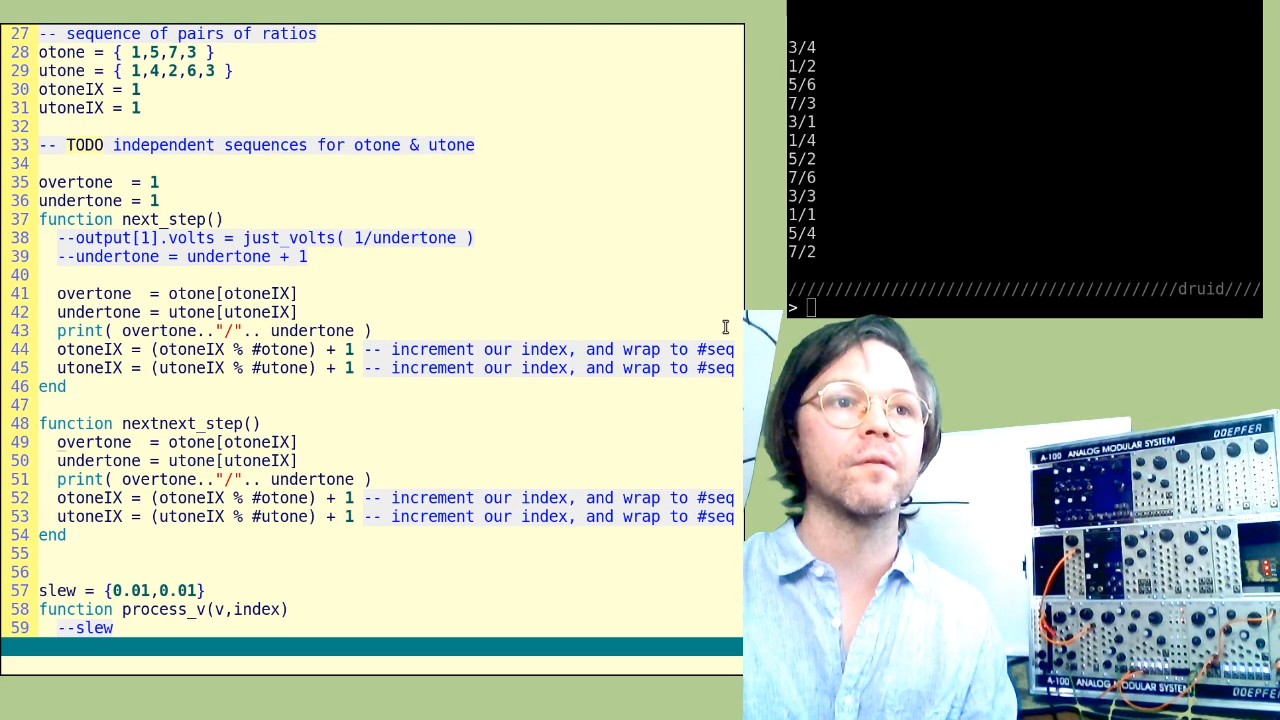 27 -- sequence of pairs of ratios
28 otone = { 1,5,7,3 }
29 utone = { 1,4,2,6,3 }
30 otoneIX = 1
31 utoneIX = 1
32
33 -- TODO independent sequences for otone & utone
34
35 overtone  = 1
36 undertone = 1
37 function next_step()
38   --output[1].volts = just_volts( 1/undertone )
39   --undertone = undertone + 1
40
41   overtone  = otone[otoneIX]
42   undertone = utone[utoneIX]
43   print( overtone.."/".. undertone )
44   otoneIX = (otoneIX % #otone) + 1 -- increment our index, and wrap to #seq
45   utoneIX = (utoneIX % #utone) + 1 -- increment our index, and wrap to #seq
46 end
47
48 function nextnext_step()
49   overtone  = otone[otoneIX]
50   undertone = utone[utoneIX]
51   print( overtone.."/".. undertone )
52   otoneIX = (otoneIX % #otone) + 1 -- increment our index, and wrap to #seq
53   utoneIX = (utoneIX % #utone) + 1 -- increment our index, and wrap to #seq
54 end
55
56
57 slew = {0.01,0.01}
58 function process_v(v,index)
59   --slew
3/4
1/2
5/6
7/3
3/1
1/4
5/2
7/6
3/3
1/1
5/4
7/2
//////////////////////////////////////////druid////
>
A-100 ANALOG MODULAR SYSTEM DOEPFER
A-100 ANALOG MODULAR SYSTEM DOEPFER